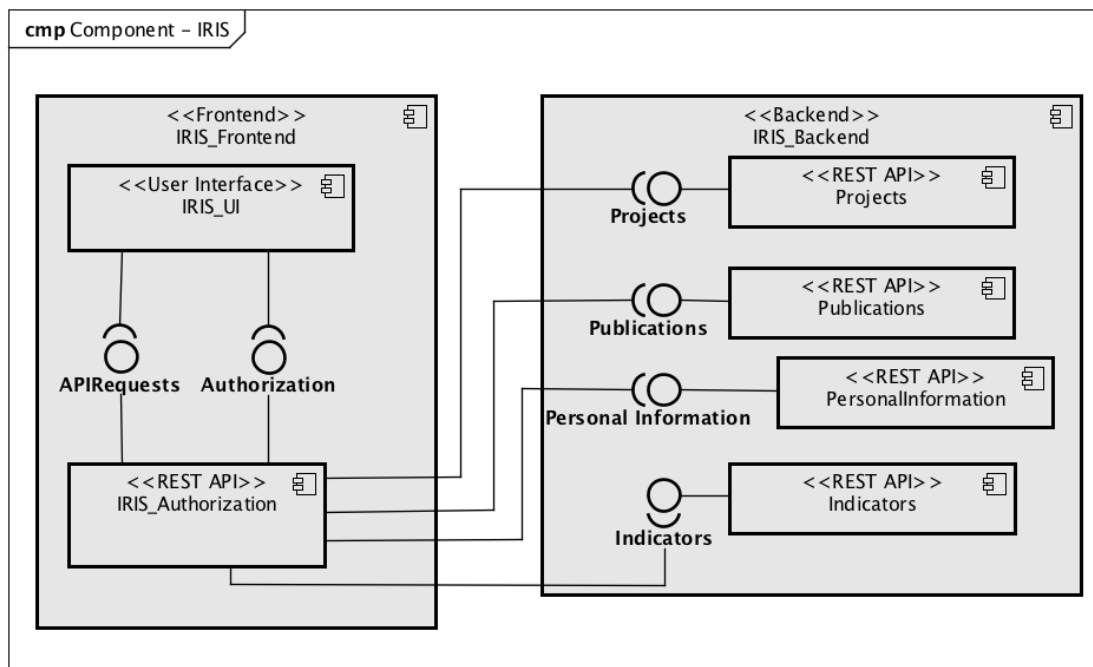 cmp Component – IRIS
<<Frontend>>
IRIS_Frontend
<<User Interface>>
IRIS_UI
APIRequests
Authorization
<<REST API>>
IRIS_Authorization
<<Backend>>
IRIS_Backend
<<REST API>>
Projects
Projects
<<REST API>>
Publications
Publications
<<REST API>>
PersonalInformation
Personal Information
<<REST API>>
Indicators
Indicators